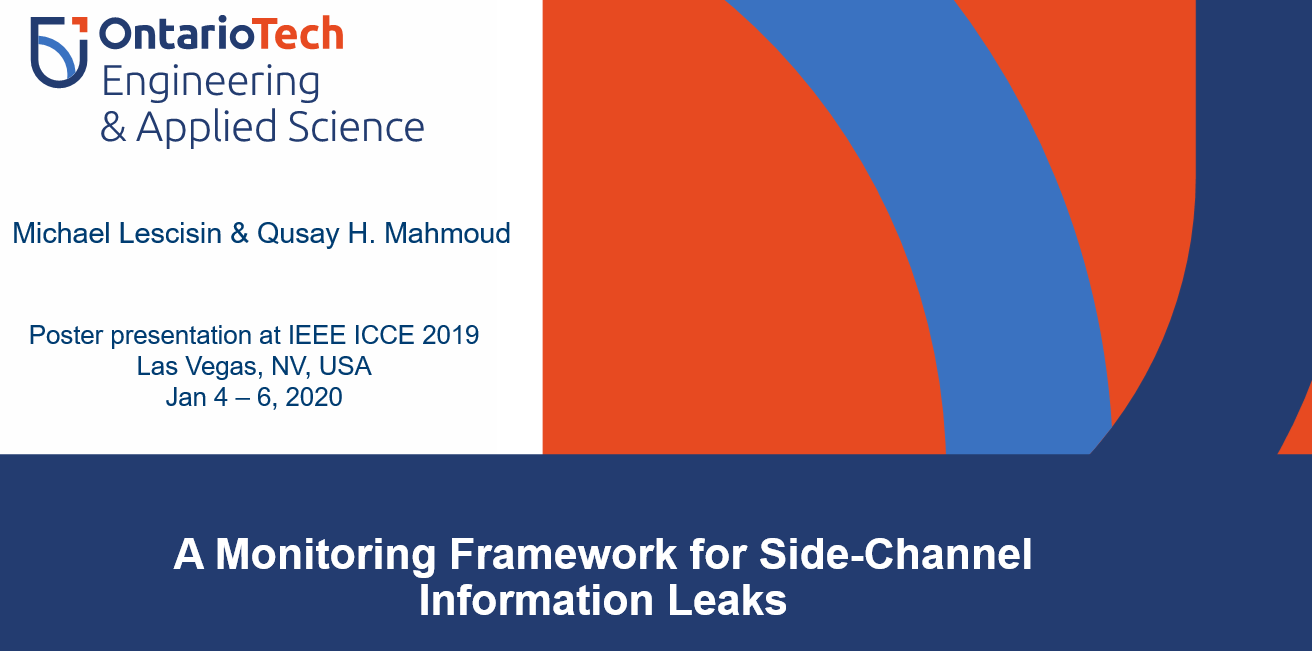 OntarioTech
Engineering
& Applied Science
Michael Lescisin & Qusay H. Mahmoud
Poster presentation at IEEE ICCE 2019
Las Vegas, NV, USA
Jan 4 – 6, 2020
A Monitoring Framework for Side-Channel
Information Leaks